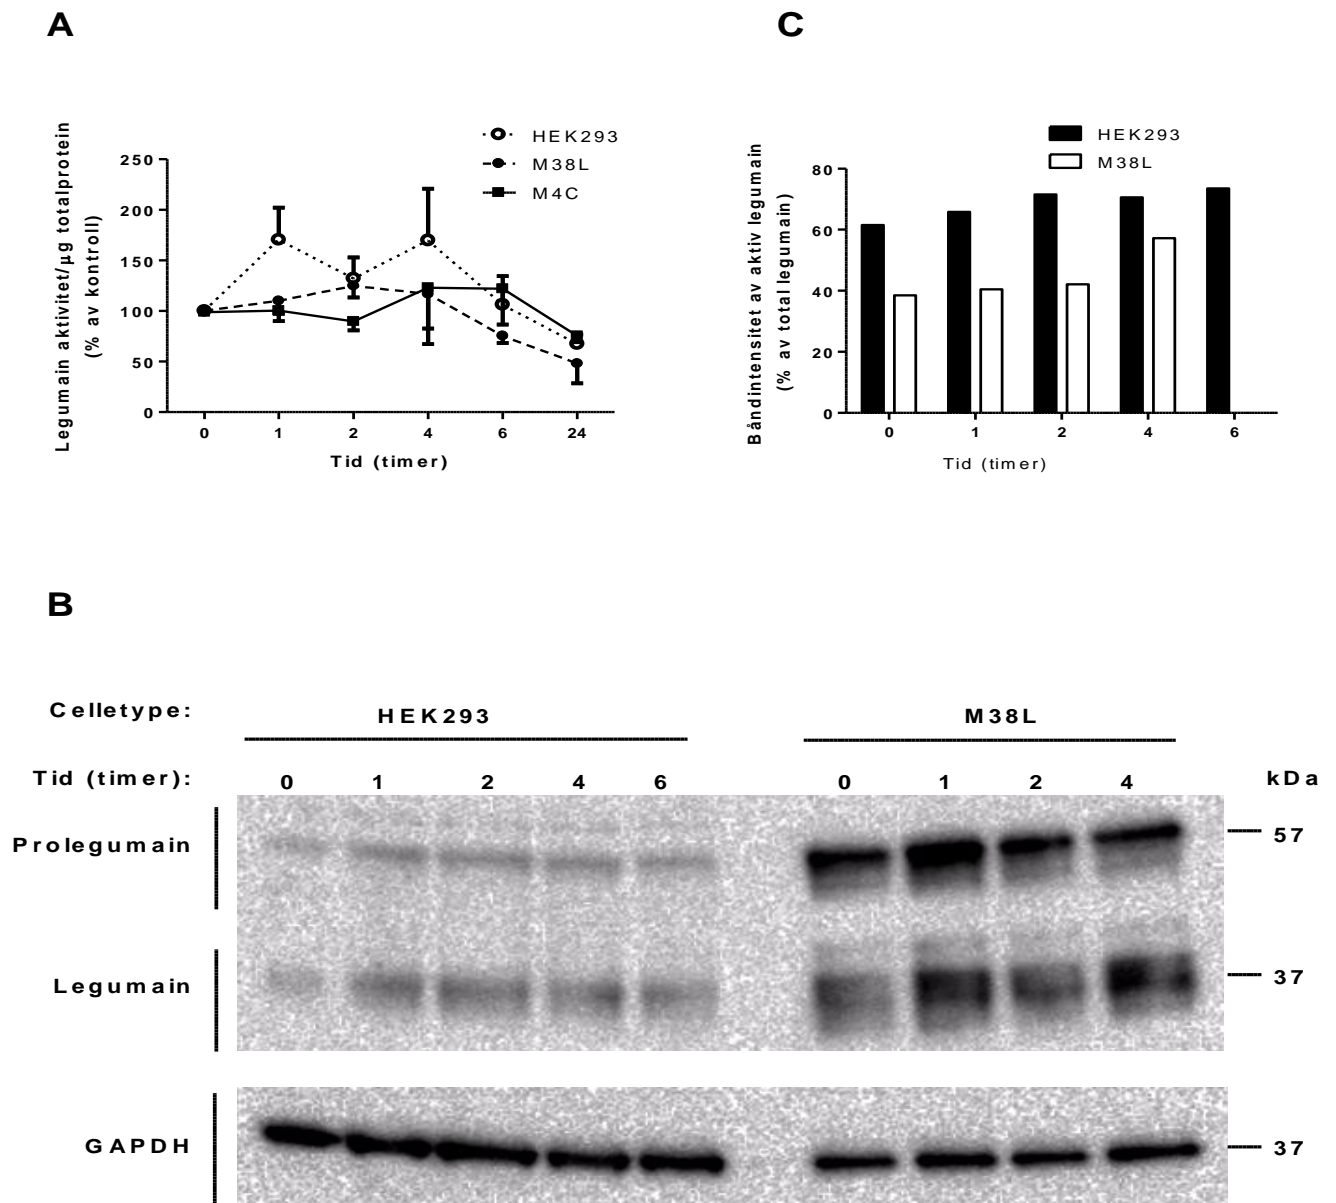 A
Legumain aktivitet/µg totalprotein
(% av kontroll)
HEK293
M38L
M4C
250
200
150
100
50
0
0 1 2 4 6 24
Tid (timer)
C
Båndintensitet av aktiv legumain
(% av total legumain)
HEK293
M38L
80
60
40
20
0
0 1 2 4 6
Tid (timer)
B
Celletype: HEK293 M38L
Tid (timer): 0 1 2 4 6 0 1 2 4 kDa
Prolegumain 57
Legumain 37
GAPDH 37